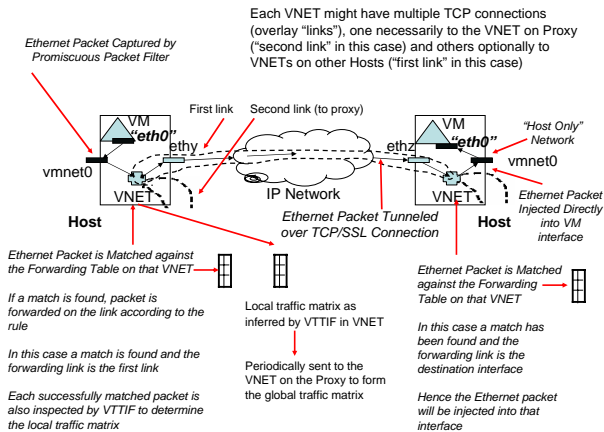 Each VNET might have multiple TCP connections
(overlay “links”), one necessarily to the VNET on Proxy
(“second link” in this case) and others optionally to
VNETs on other Hosts (“first link” in this case)
Ethernet Packet Captured by
Promiscuous Packet Filter
First link
Second link (to proxy)
VM
“eth0”
ethy
vmnet0
VNET
Host
IP Network
Ethernet Packet Tunneled
over TCP/SSL Connection
VM
“eth0”
ethz
vmnet0
VNET
Host
“Host Only”
Network
Ethernet Packet
Injected Directly
into VM
interface
Ethernet Packet is Matched against
the Forwarding Table on that VNET
If a match is found, packet is
forwarded on the link according to the
rule
In this case a match is found and the
forwarding link is the first link
Each successfully matched packet is
also inspected by VTTIF to determine
the local traffic matrix
Local traffic matrix as
inferred by VTTIF in VNET
Periodically sent to the
VNET on the Proxy to form
the global traffic matrix
Ethernet Packet is Matched
against the Forwarding
Table on that VNET
In this case a match has
been found and the
forwarding link is the
destination interface
Hence the Ethernet packet
will be injected into that
interface